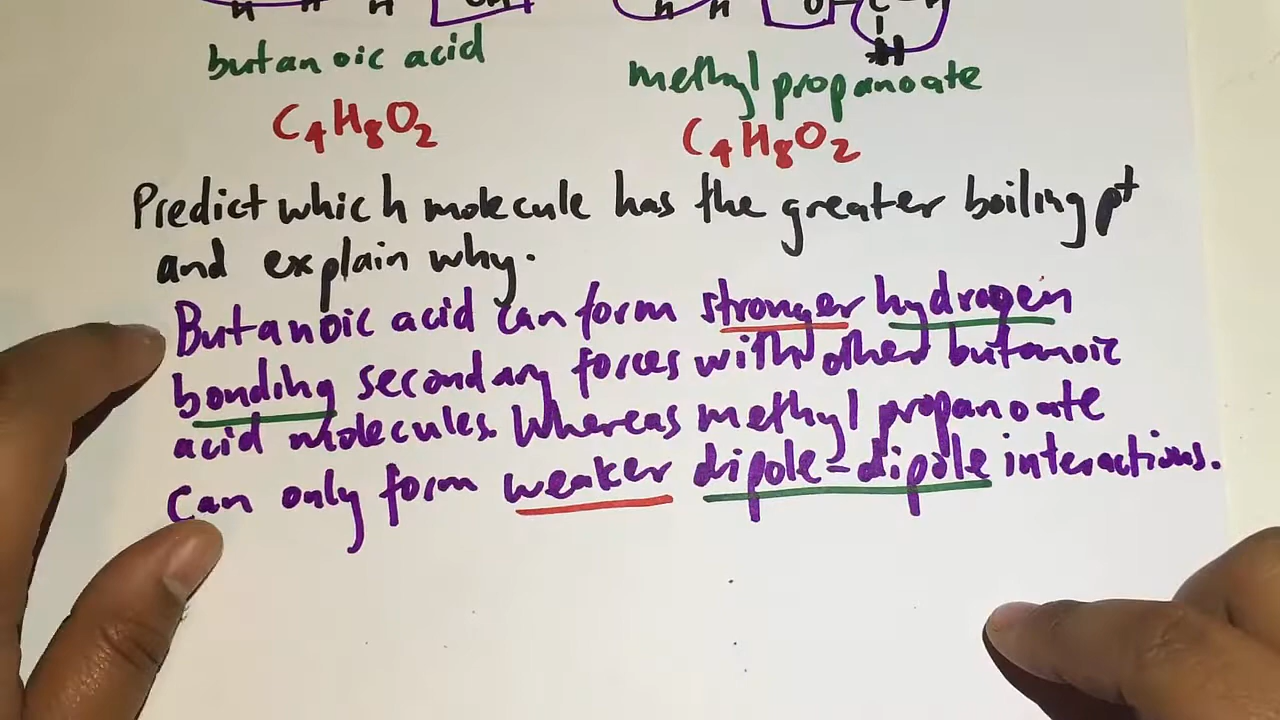 H H H OH H H O C H
H
butanoic acid methyl propanoate
C4H8O2 C4H8O2
Predict which molecule has the greater boiling pt
and explain why.
Butanoic acid can form stronger hydrogen
bonding secondary forces with other butanoic
acid molecules. Whereas methyl propanoate
can only form weaker dipole-dipole interactions.